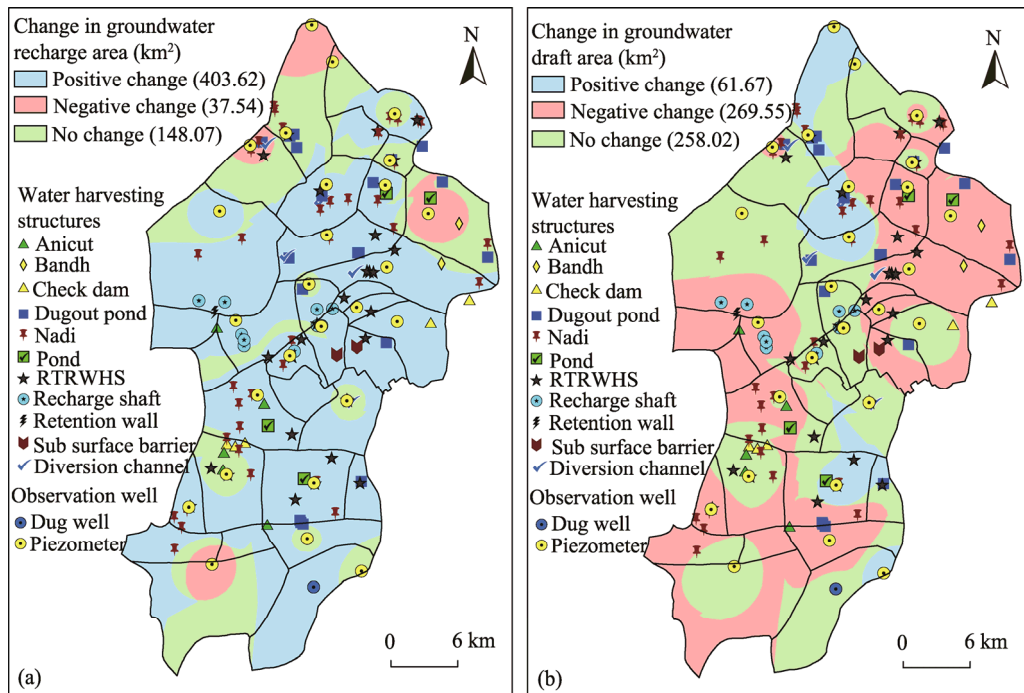 Change in groundwater
recharge area (km²)
Positive change (403.62)
Negative change (37.54)
No change (148.07)
N
Water harvesting
structures
Anicut
Bandh
Check dam
Dugout pond
Nadi
Pond
RTRWHS
Recharge shaft
Retention wall
Sub surface barrier
Diversion channel
Observation well
Dug well
Piezometer
0 6 km
(a)
Change in groundwater
draft area (km²)
Positive change (61.67)
Negative change (269.55)
No change (258.02)
N
Water harvesting
structures
Anicut
Bandh
Check dam
Dugout pond
Nadi
Pond
RTRWHS
Recharge shaft
Retention wall
Sub surface barrier
Diversion channel
Observation well
Dug well
Piezometer
0 6 km
(b)